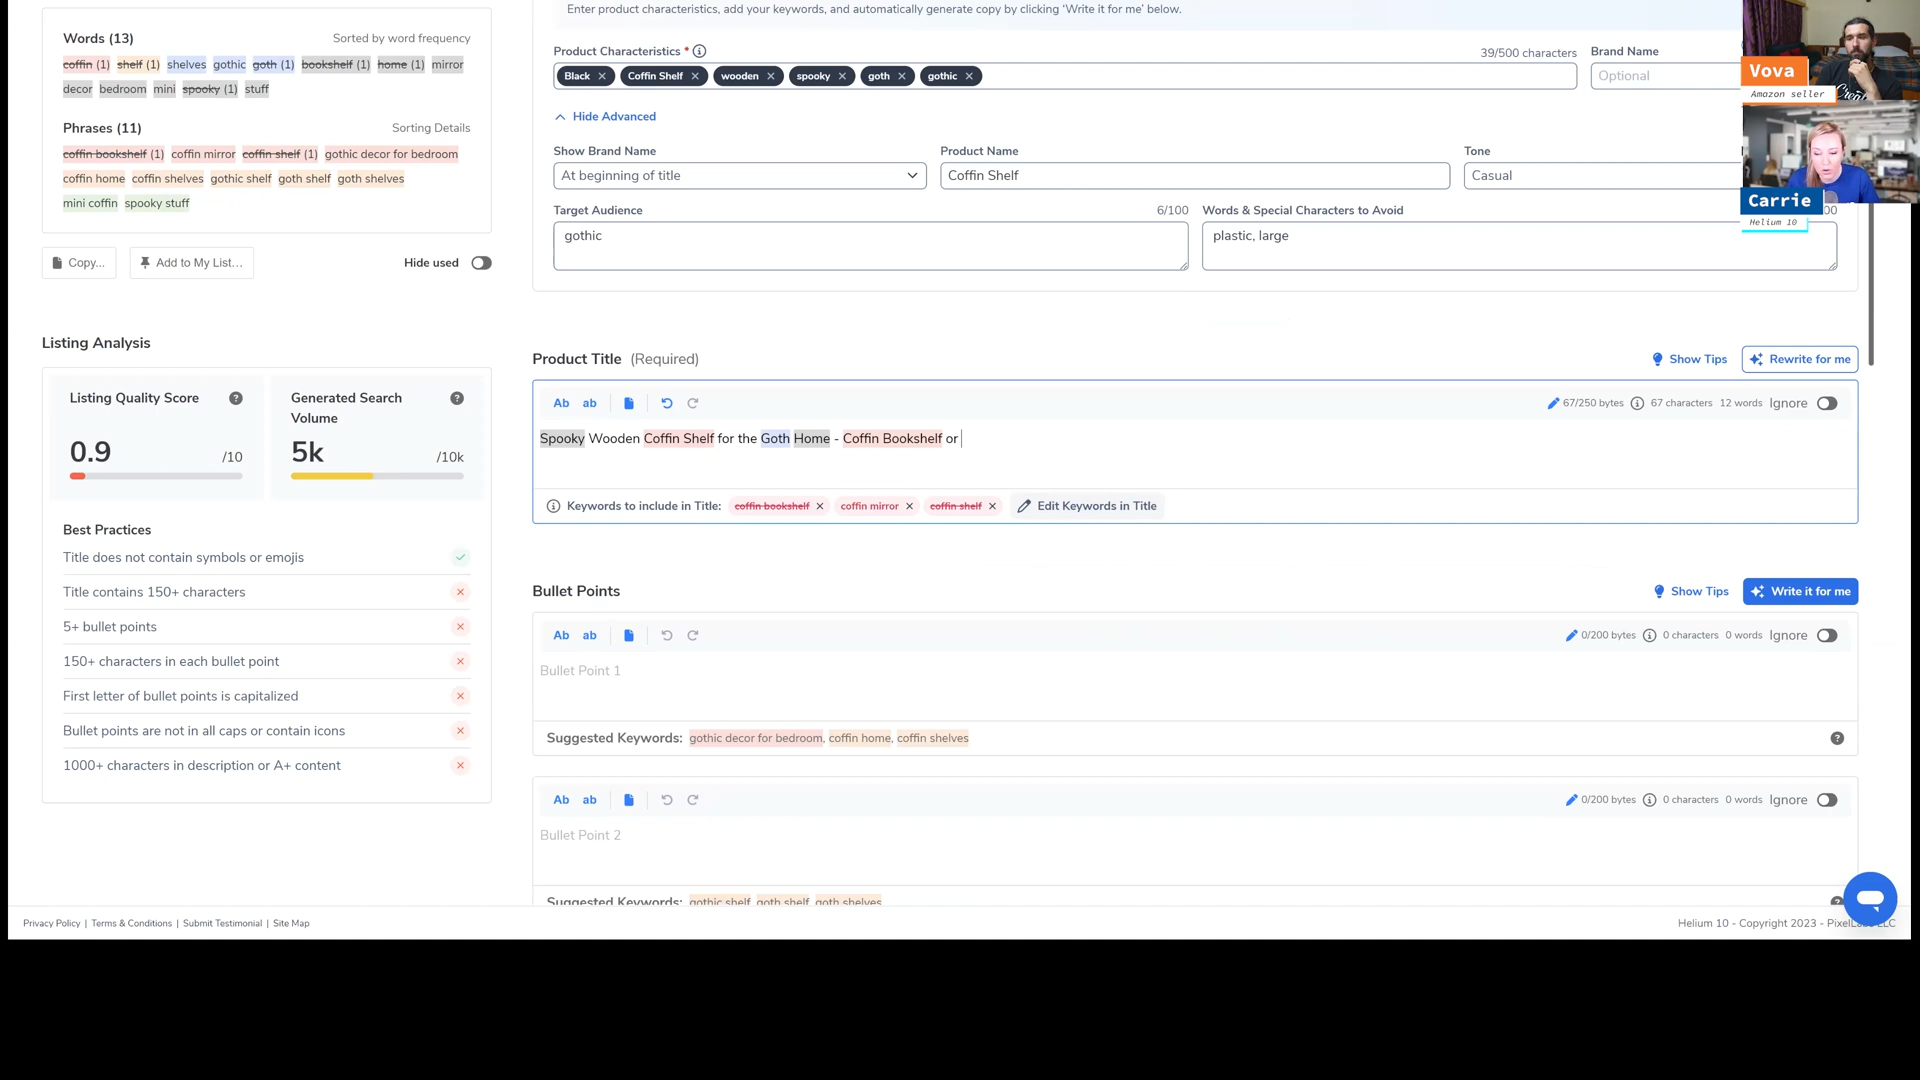 Enter product characteristics, add your keywords, and automatically generate copy by clicking 'Write it for me' below.
Words (13) Sorted by word frequency
coffin (1) shelf (1) shelves gothic goth (1) bookshelf (1) home (1) mirror
decor bedroom mini spooky (1) stuff
Phrases (11) Sorting Details
coffin bookshelf (1) coffin mirror coffin shelf (1) gothic decor for bedroom
coffin home coffin shelves gothic shelf goth shelf goth shelves
mini coffin spooky stuff
Copy... Add to My List... Hide used
Product Characteristics * 39/500 characters Brand Name
Black Coffin Shelf wooden spooky goth gothic Optional
Hide Advanced
Show Brand Name Product Name Tone
At beginning of title Coffin Shelf Casual
Target Audience 6/100 Words & Special Characters to Avoid
gothic plastic, large
Vova
Amazon seller
Carrie
Helium 10
Listing Analysis
Listing Quality Score
0.9 /10
Generated Search
Volume
5k /10k
Best Practices
Title does not contain symbols or emojis
Title contains 150+ characters
5+ bullet points
150+ characters in each bullet point
First letter of bullet points is capitalized
Bullet points are not in all caps or contain icons
1000+ characters in description or A+ content
Product Title (Required) Show Tips Rewrite for me
Ab ab 67/250 bytes 67 characters 12 words Ignore
Spooky Wooden Coffin Shelf for the Goth Home - Coffin Bookshelf or
Keywords to include in Title: coffin bookshelf coffin mirror coffin shelf Edit Keywords in Title
Bullet Points Show Tips Write it for me
Ab ab 0/200 bytes 0 characters 0 words Ignore
Bullet Point 1
Suggested Keywords: gothic decor for bedroom, coffin home, coffin shelves
Ab ab 0/200 bytes 0 characters 0 words Ignore
Bullet Point 2
Suggested Keywords: gothic shelf, goth shelf, goth shelves
Privacy Policy | Terms & Conditions | Submit Testimonial | Site Map
Helium 10 - Copyright 2023 -